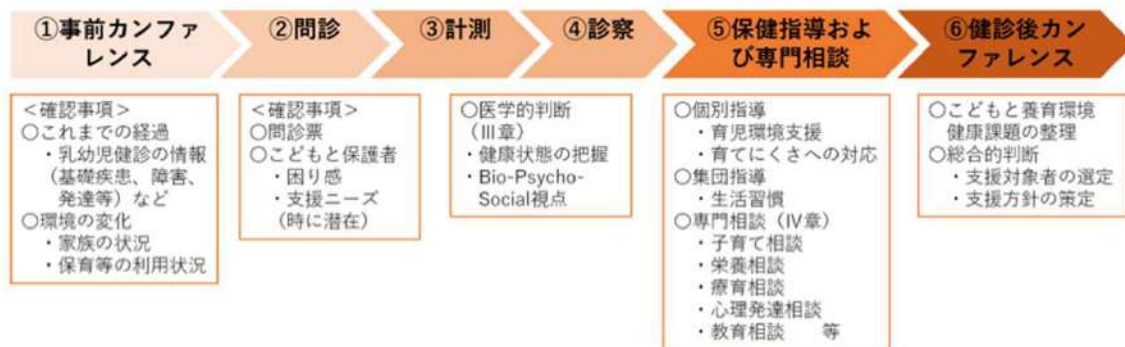 ①事前カンファ
レンス
②問診
③計測
④診察
⑤保健指導およ
び専門相談
⑥健診後カン
ファレンス
＜確認事項＞
○これまでの経過
・乳幼児健診の情報
（基礎疾患、障害、
発達等）など
○環境の変化
・家族の状況
・保育等の利用状況
＜確認事項＞
○問診票
○こどもと保護者
・困り感
・支援ニーズ
（時に潜在）
○医学的判断
（III章）
・健康状態の把握
・Bio-Psycho-
Social視点
○個別指導
・育児環境支援
・育てにくさへの対応
○集団指導
・生活習慣
○専門相談（IV章）
・子育て相談
・栄養相談
・療育相談
・心理発達相談
・教育相談　等
○こどもと養育環境
健康課題の整理
○総合的判断
・支援対象者の選定
・支援方針の策定